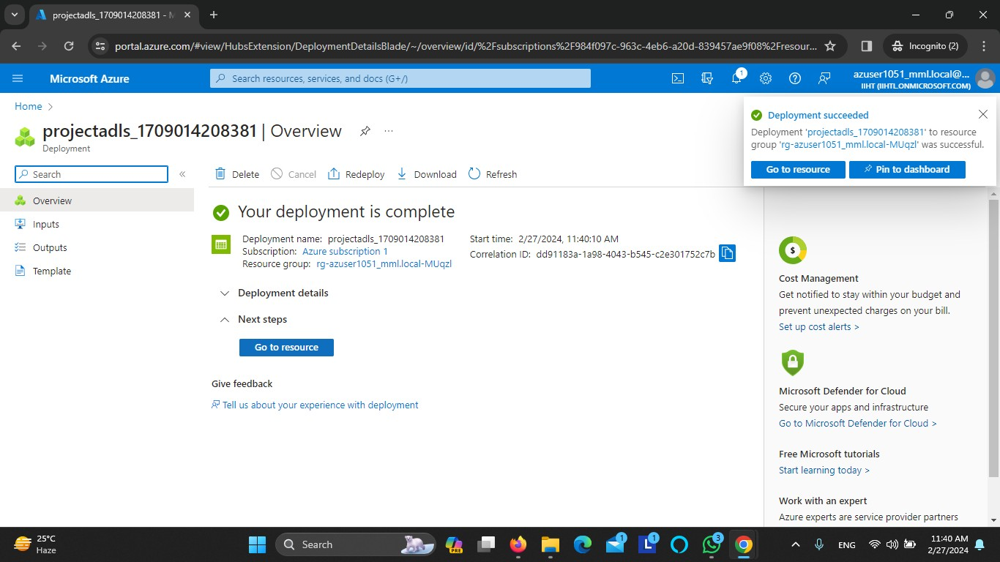 projectadls_1709014208381 - M
portal.azure.com/#view/HubsExtension/DeploymentDetailsBlade/~/overview/id/%2Fsubscriptions%2F984f097c-963c-4eb6-a20d-839457ae9f08%2Fresour...
Incognito (2)
Microsoft Azure
Search resources, services, and docs (G+/)
1
azuser1051_mml.local@...
IIHT (IIHTL.ONMICROSOFT.COM)
Home
projectadls_1709014208381 | Overview
...
Deployment
Deployment succeeded
Deployment 'projectadls_1709014208381' to resource
group 'rg-azuser1051_mml.local-MUqzl' was successful.
Go to resource
Pin to dashboard
Search
Overview
Inputs
Outputs
Template
Delete
Cancel
Redeploy
Download
Refresh
Your deployment is complete
Deployment name: projectadls_1709014208381
Subscription: Azure subscription 1
Resource group: rg-azuser1051_mml.local-MUqzl
Start time: 2/27/2024, 11:40:10 AM
Correlation ID: dd91183a-1a98-4043-b545-c2e301752c7b
Deployment details
Next steps
Go to resource
Give feedback
Tell us about your experience with deployment
$
Cost Management
Get notified to stay within your budget and
prevent unexpected charges on your bill.
Set up cost alerts >
Microsoft Defender for Cloud
Secure your apps and infrastructure
Go to Microsoft Defender for Cloud >
Free Microsoft tutorials
Start learning today >
Work with an expert
Azure experts are service provider partners
25°C
Haze
Search
PRE
1
L
1
3
ENG
11:40 AM
2/27/2024